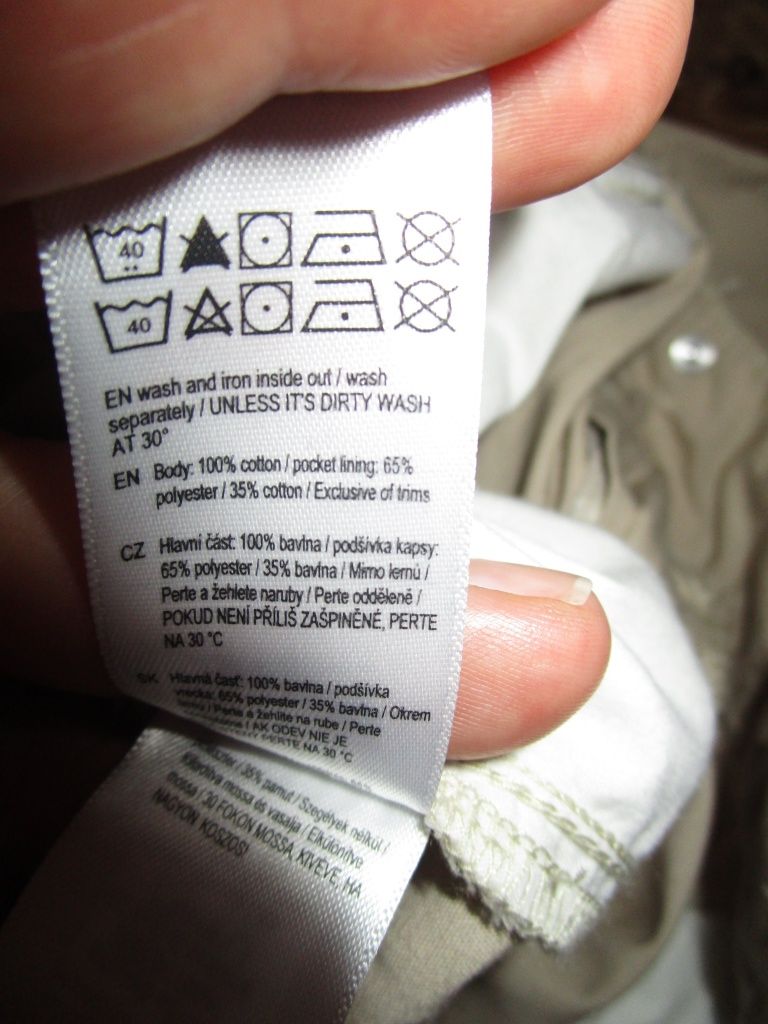 40
40
EN wash and iron inside out / wash
separately / UNLESS IT'S DIRTY WASH
AT 30°
EN Body: 100% cotton / pocket lining: 65%
polyester / 35% cotton / Exclusive of trims
CZ Hlavní část: 100% bavlna / podšívka kapsy:
65% polyester / 35% bavlna / Mimo lemů /
Perte a žehlete naruby / Perte odděleně /
POKUD NENÍ PŘÍLIŠ ZAŠPINĚNÉ, PERTE
NA 30 °C
SK Hlavná časť: 100% bavlna / podšívka
vrecka: 65% polyester / 35% bavlna / Okrem
/ Perte a žehlite na rube / Perte
/ AK ODEV NIE JE
PERTE NA 30 °C
35% pamut / Szegélyek nélkül /
Kifordítva mossa és vasalja / Elkülönítve
mossa / 30 FOKON MOSSA, KIVÉVE, HA
NAGYON KOSZOS!